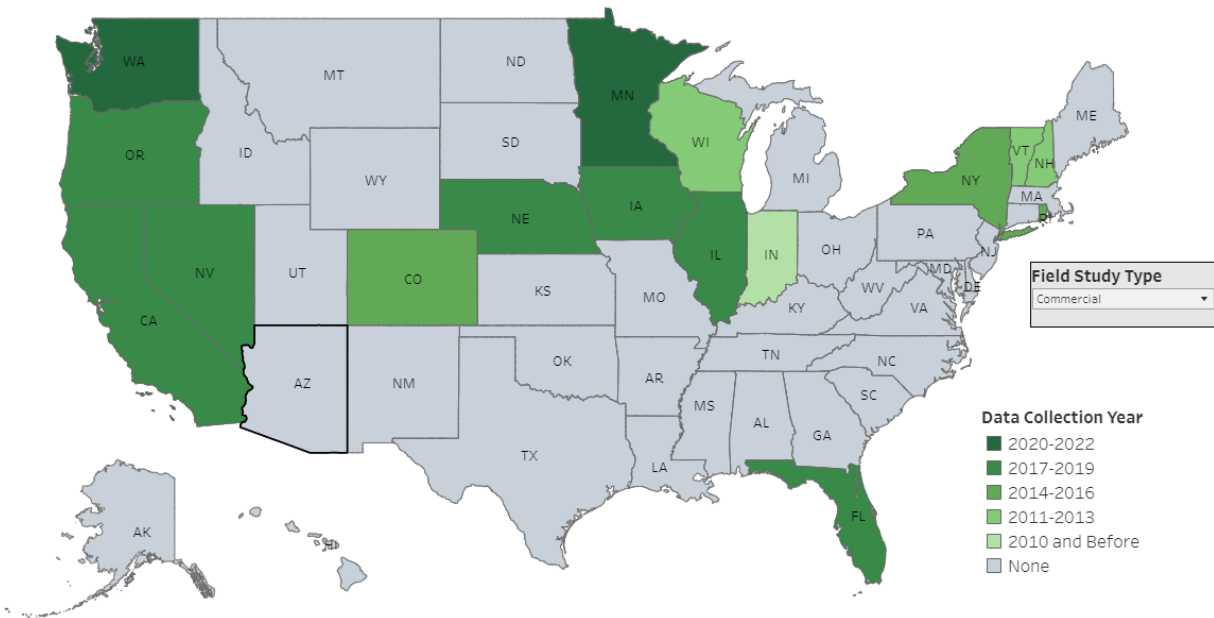 WA
MT
ND
MN
ME
OR
ID
SD
WI
VT
NH
WY
MI
NY
MA
RI
NE
IA
PA
NV
UT
CO
IL
IN
OH
NJ
MD
DE
CA
KS
MO
KY
WV
VA
AZ
NM
OK
AR
TN
NC
SC
MS
AL
GA
TX
LA
FL
AK
HI
Field Study Type
Commercial
Data Collection Year
2020-2022
2017-2019
2014-2016
2011-2013
2010 and Before
None